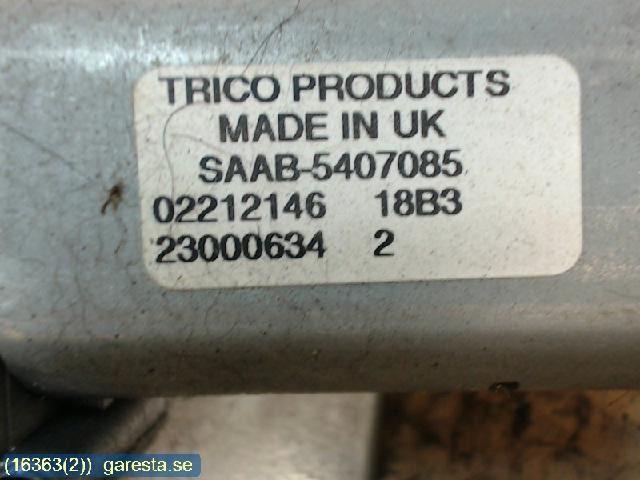 TRICO PRODUCTS
MADE IN UK
SAAB-5407085
02212146 18B3
23000634 2
(16363(2)) garesta.se